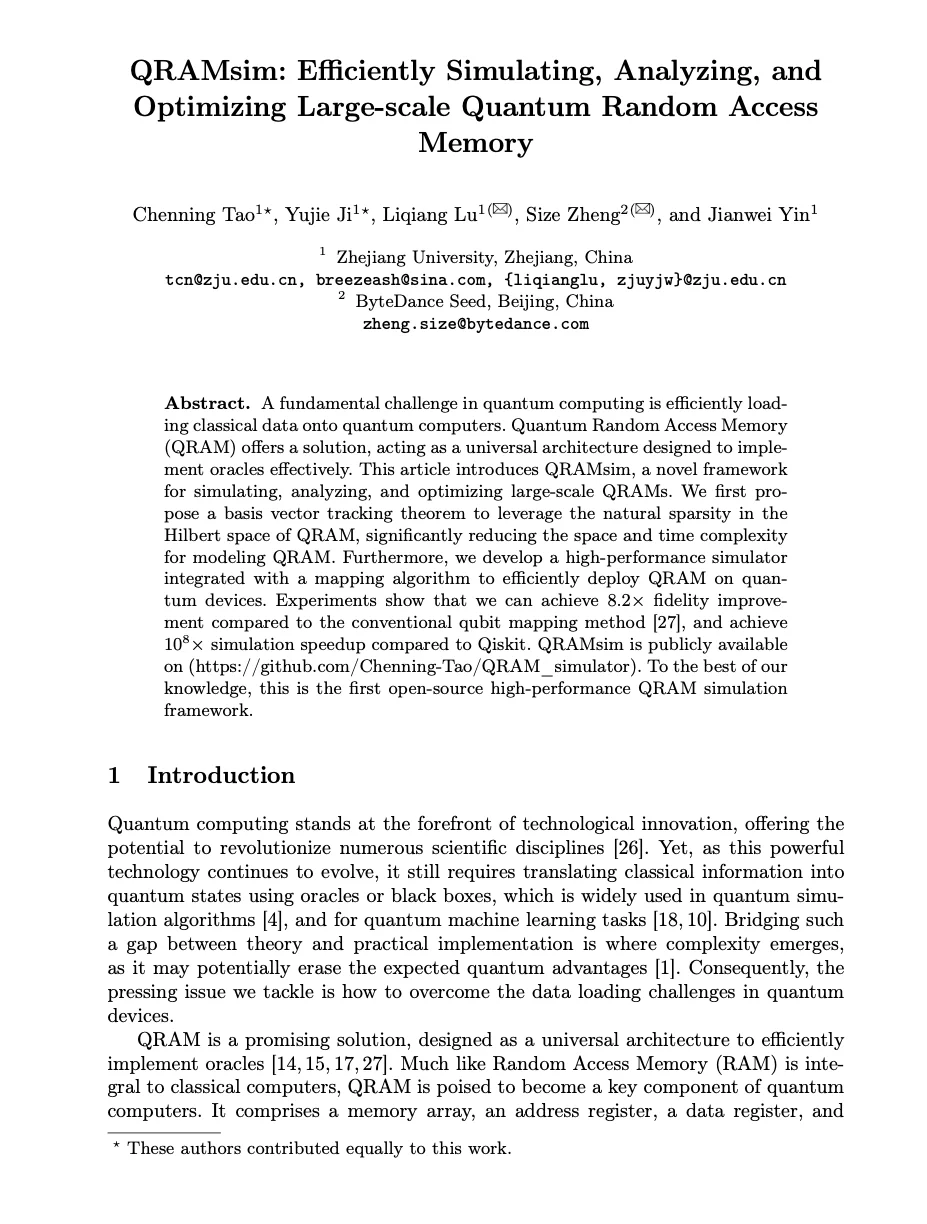 QRAMsim: Efficiently Simulating, Analyzing, and
Optimizing Large-scale Quantum Random Access
Memory
Chenning Tao1⋆, Yujie Ji1⋆, Liqiang Lu1(✉), Size Zheng2(✉), and Jianwei Yin1
1 Zhejiang University, Zhejiang, China
tcn@zju.edu.cn, breezeash@sina.com, {liqianglu, zjuyjw}@zju.edu.cn
2 ByteDance Seed, Beijing, China
zheng.size@bytedance.com
Abstract. A fundamental challenge in quantum computing is efficiently load-
ing classical data onto quantum computers. Quantum Random Access Memory
(QRAM) offers a solution, acting as a universal architecture designed to imple-
ment oracles effectively. This article introduces QRAMsim, a novel framework
for simulating, analyzing, and optimizing large-scale QRAMs. We first pro-
pose a basis vector tracking theorem to leverage the natural sparsity in the
Hilbert space of QRAM, significantly reducing the space and time complexity
for modeling QRAM. Furthermore, we develop a high-performance simulator
integrated with a mapping algorithm to efficiently deploy QRAM on quan-
tum devices. Experiments show that we can achieve 8.2× fidelity improve-
ment compared to the conventional qubit mapping method [27], and achieve
10⁸× simulation speedup compared to Qiskit. QRAMsim is publicly available
on (https://github.com/Chenning-Tao/QRAM_simulator). To the best of our
knowledge, this is the first open-source high-performance QRAM simulation
framework.
1 Introduction
Quantum computing stands at the forefront of technological innovation, offering the
potential to revolutionize numerous scientific disciplines [26]. Yet, as this powerful
technology continues to evolve, it still requires translating classical information into
quantum states using oracles or black boxes, which is widely used in quantum simu-
lation algorithms [4], and for quantum machine learning tasks [18, 10]. Bridging such
a gap between theory and practical implementation is where complexity emerges,
as it may potentially erase the expected quantum advantages [1]. Consequently, the
pressing issue we tackle is how to overcome the data loading challenges in quantum
devices.
QRAM is a promising solution, designed as a universal architecture to efficiently
implement oracles [14, 15, 17, 27]. Much like Random Access Memory (RAM) is inte-
gral to classical computers, QRAM is poised to become a key component of quantum
computers. It comprises a memory array, an address register, a data register, and
⋆ These authors contributed equally to this work.